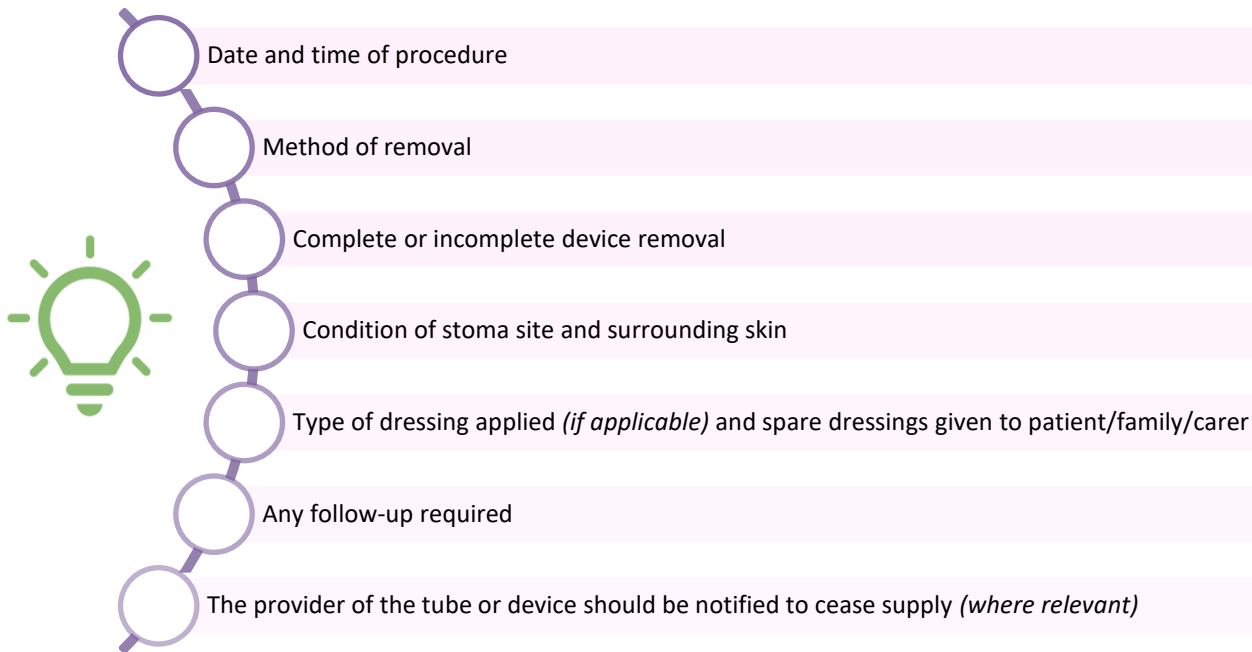 Date and time of procedure
Method of removal
Complete or incomplete device removal
Condition of stoma site and surrounding skin
Type of dressing applied (if applicable) and spare dressings given to patient/family/carer
Any follow-up required
The provider of the tube or device should be notified to cease supply (where relevant)